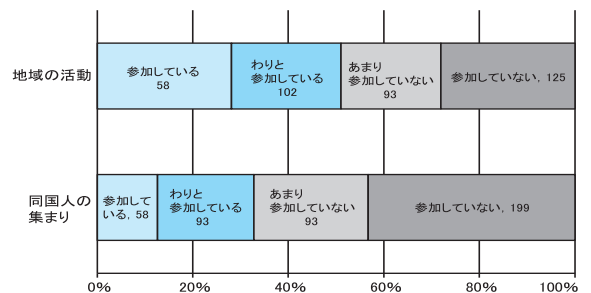 地域の活動
参加している
58
わりと
参加している
102
あまり
参加していない
93
参加していない, 125
同国人の
集まり
参加して
いる, 58
わりと
参加している
93
あまり
参加していない
93
参加していない, 199
0% 20% 40% 60% 80% 100%